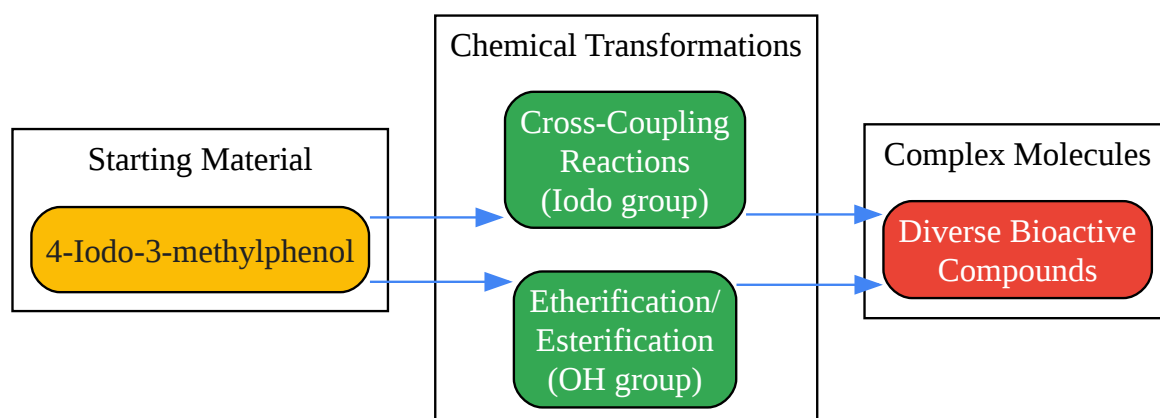 Starting Material
4-Iodo-3-methylphenol
Chemical Transformations
Cross-Coupling
Reactions
(Iodo group)
Etherification/
Esterification
(OH group)
Complex Molecules
Diverse Bioactive
Compounds